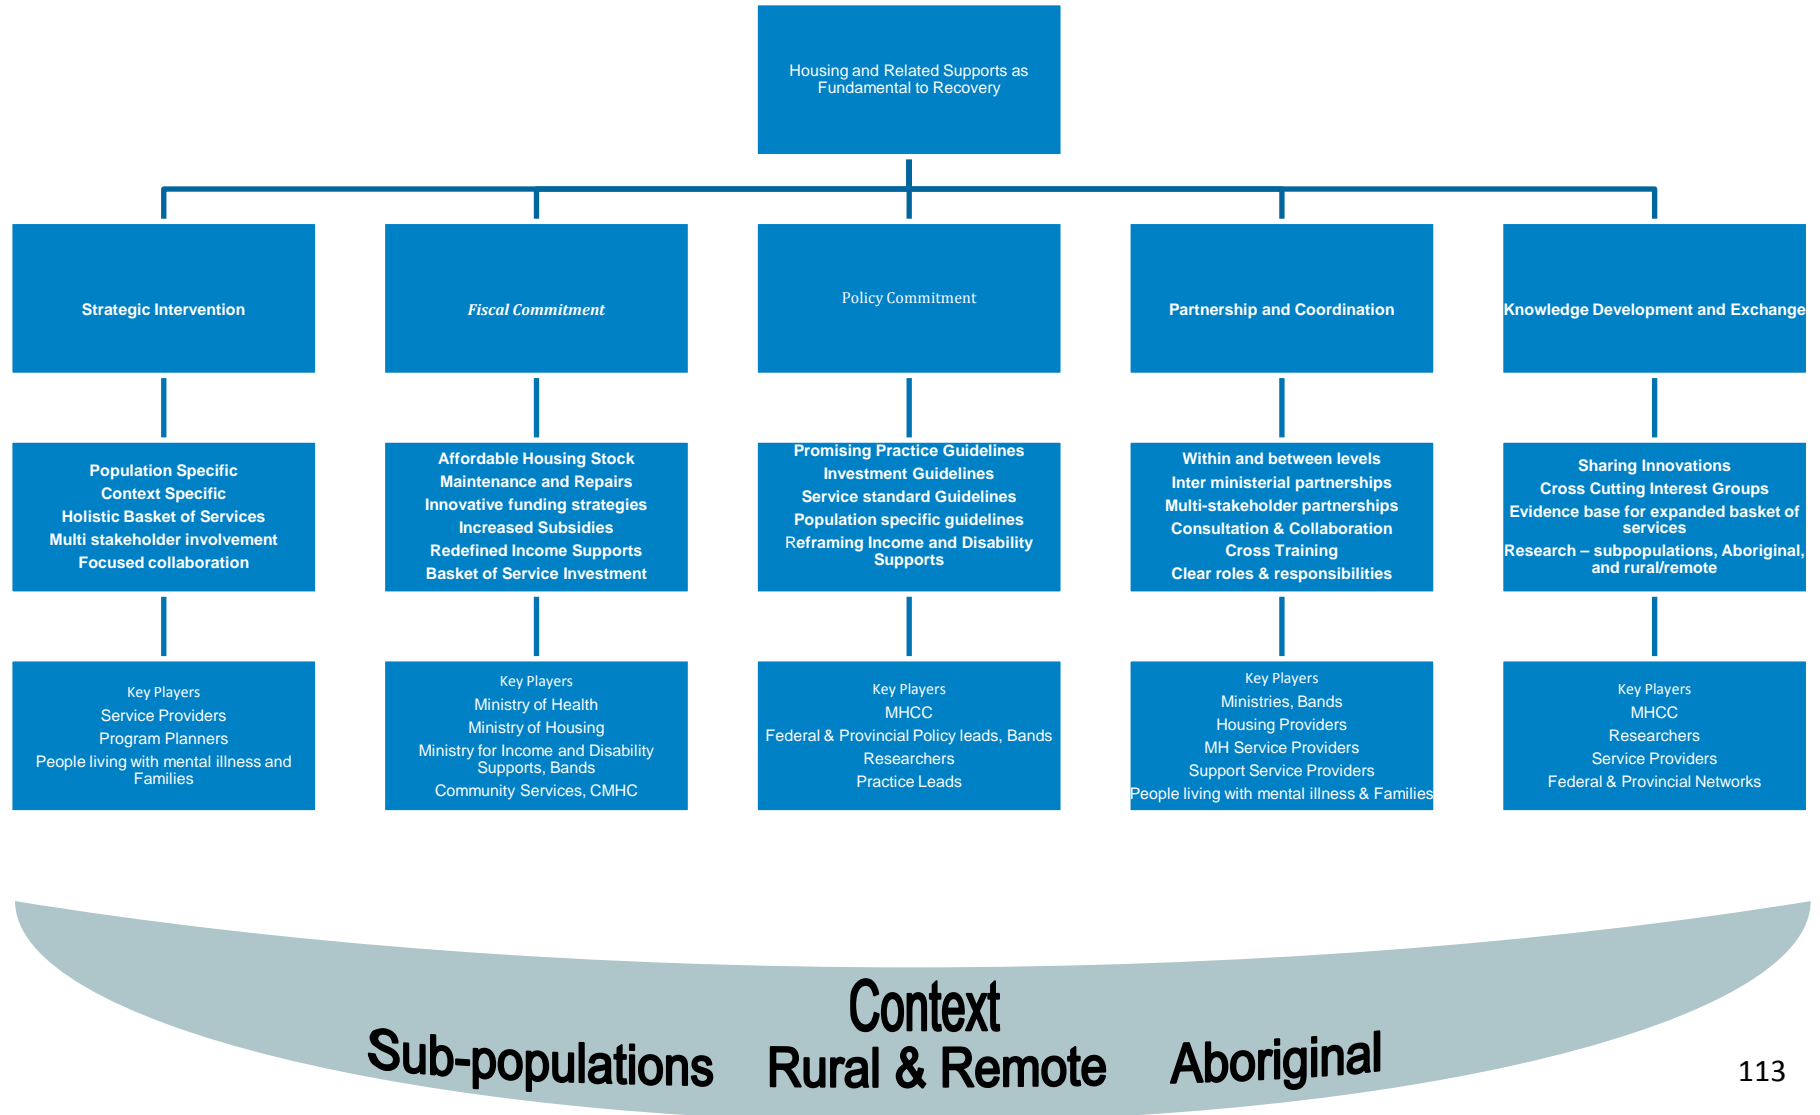 Housing and Related Supports as
Fundamental to Recovery
Strategic Intervention
Fiscal Commitment
Policy Commitment
Partnership and Coordination
Knowledge Development and Exchange
Population Specific
Context Specific
Holistic Basket of Services
Multi stakeholder involvement
Focused collaboration
Affordable Housing Stock
Maintenance and Repairs
Innovative funding strategies
Increased Subsidies
Redefined Income Supports
Basket of Service Investment
Promising Practice Guidelines
Investment Guidelines
Service standard Guidelines
Population specific guidelines
Reframing Income and Disability
Supports
Within and between levels
Inter ministerial partnerships
Multi-stakeholder partnerships
Consultation & Collaboration
Cross Training
Clear roles & responsibilities
Sharing Innovations
Cross Cutting Interest Groups
Evidence base for expanded basket of
services
Research – subpopulations, Aboriginal,
and rural/remote
Key Players
Service Providers
Program Planners
People living with mental illness and
Families
Key Players
Ministry of Health
Ministry of Housing
Ministry for Income and Disability
Supports, Bands
Community Services, CMHC
Key Players
MHCC
Federal & Provincial Policy leads, Bands
Researchers
Practice Leads
Key Players
Ministries, Bands
Housing Providers
MH Service Providers
Support Service Providers
People living with mental illness & Families
Key Players
MHCC
Researchers
Service Providers
Federal & Provincial Networks
Context
Sub-populations Rural & Remote Aboriginal
113